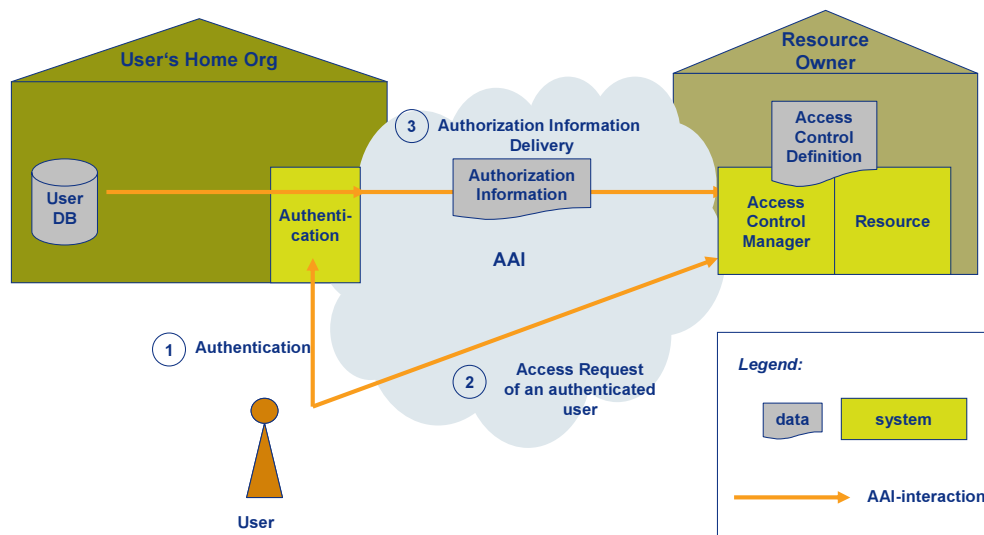 User's Home Org
Resource
Owner
3
Authorization Information
Delivery
Access
Control
Definition
User
DB
Authorization
Information
Authenti-
cation
Access
Control
Manager
Resource
AAI
1
Authentication
2
Access Request
of an authenticated
user
User
Legend:
data
system
AAI-interaction